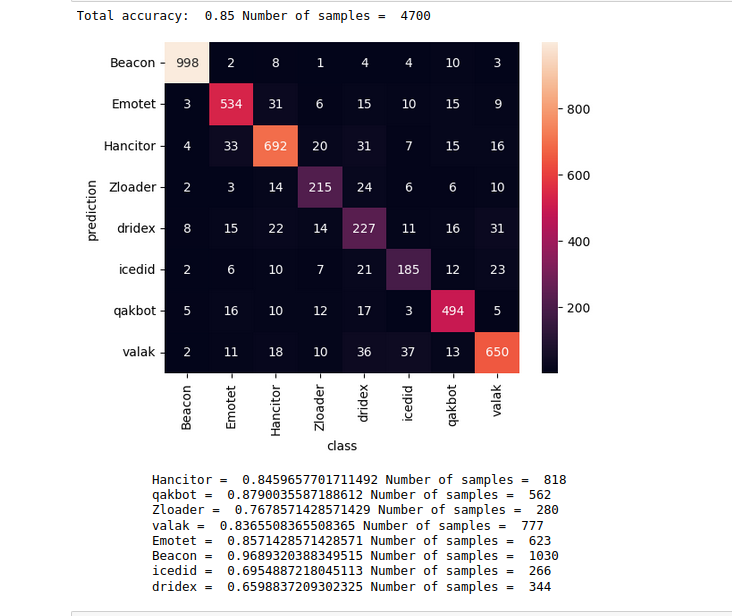 Total accuracy:  0.85 Number of samples =  4700
Beacon 998 2 8 1 4 4 10 3
Emotet 3 534 31 6 15 10 15 9
800
Hancitor 4 33 692 20 31 7 15 16
600
Zloader 2 3 14 215 24 6 6 10
prediction
dridex 8 15 22 14 227 11 16 31
400
icedid 2 6 10 7 21 185 12 23
qakbot 5 16 10 12 17 3 494 5
200
valak 2 11 18 10 36 37 13 650
Beacon Emotet Hancitor Zloader dridex icedid qakbot valak
class
Hancitor =  0.8459657701711492 Number of samples =  818
qakbot =  0.8790035587188612 Number of samples =  562
Zloader =  0.7678571428571429 Number of samples =  280
valak =  0.8365508365508365 Number of samples =  777
Emotet =  0.8571428571428571 Number of samples =  623
Beacon =  0.9689320388349515 Number of samples =  1030
icedid =  0.6954887218045113 Number of samples =  266
dridex =  0.6598837209302325 Number of samples =  344